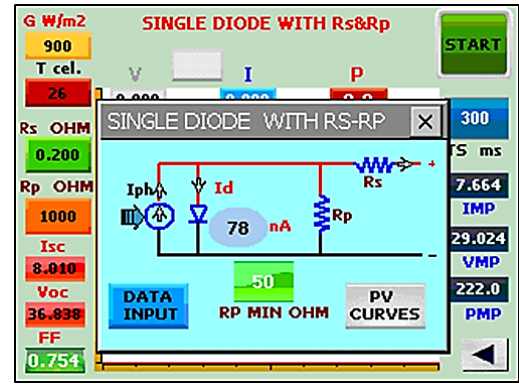 G W/m2
SINGLE DIODE WITH Rs&Rp
START
900
T cel.
V
I
P
26
SINGLE DIODE WITH RS-RP
300
Rs OHM
TS ms
0.200
Rp OHM
Iph
Id
Rs
+
7.664
1000
78
nA
Rp
IMP
Isc
29.024
8.010
-
VMP
Voc
50
222.0
36.838
DATA
INPUT
RP MIN OHM
PV
CURVES
PMP
FF
0.754